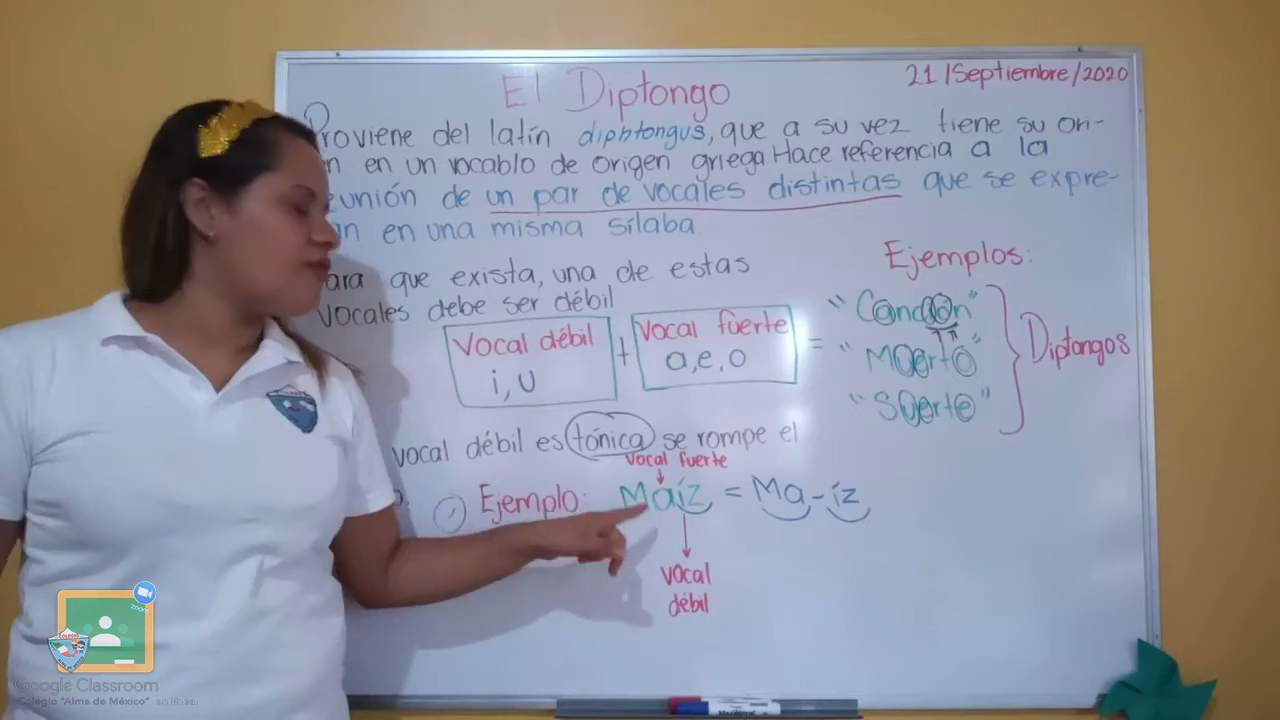 El Diptongo
21/Septiembre/2020
Proviene del latín diphtongus, que a su vez tiene su ori-
en un vocablo de origen griega Hace referencia a la
eunión de un par de vocales distintas que se expre-
an en una misma sílaba
ara que exista, una de estas
vocales debe ser débil
Ejemplos:
Vocal débil
i, u
+
Vocal fuerte
a, e, o
=
"Canción"
"Muerto"
"Suerte"
Diptongos
vocal débil es tónica se rompe el
vocal fuerte
Ejemplo: Maíz = Ma-íz
vocal
débil
zoom
Google Classroom
Colegio "Alma de México"